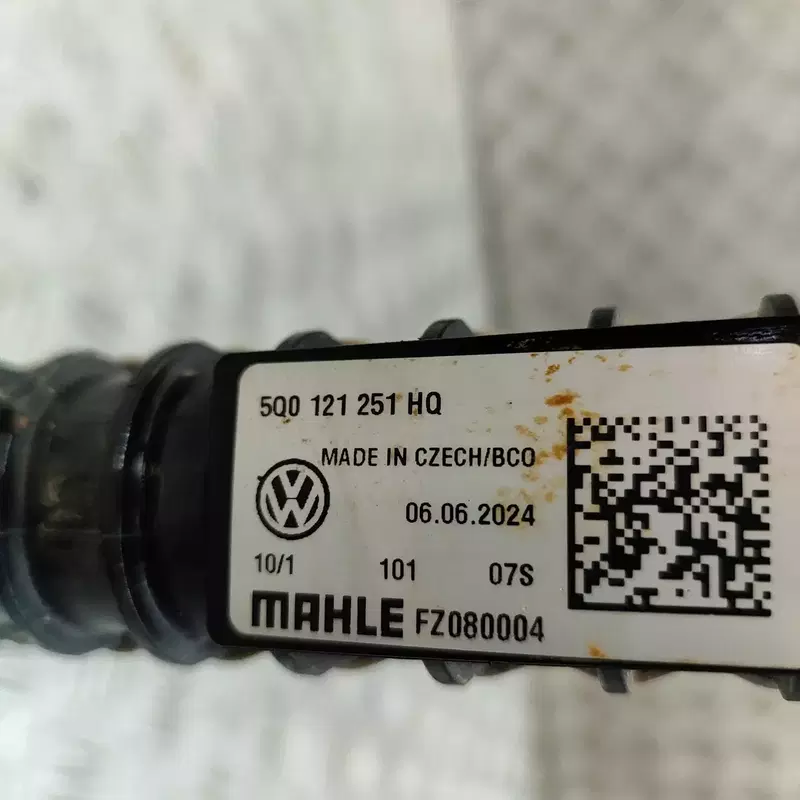 5Q0 121 251 HQ
MADE IN CZECH/BCO
06.06.2024
10/1 101 07S
MAHLE FZ080004